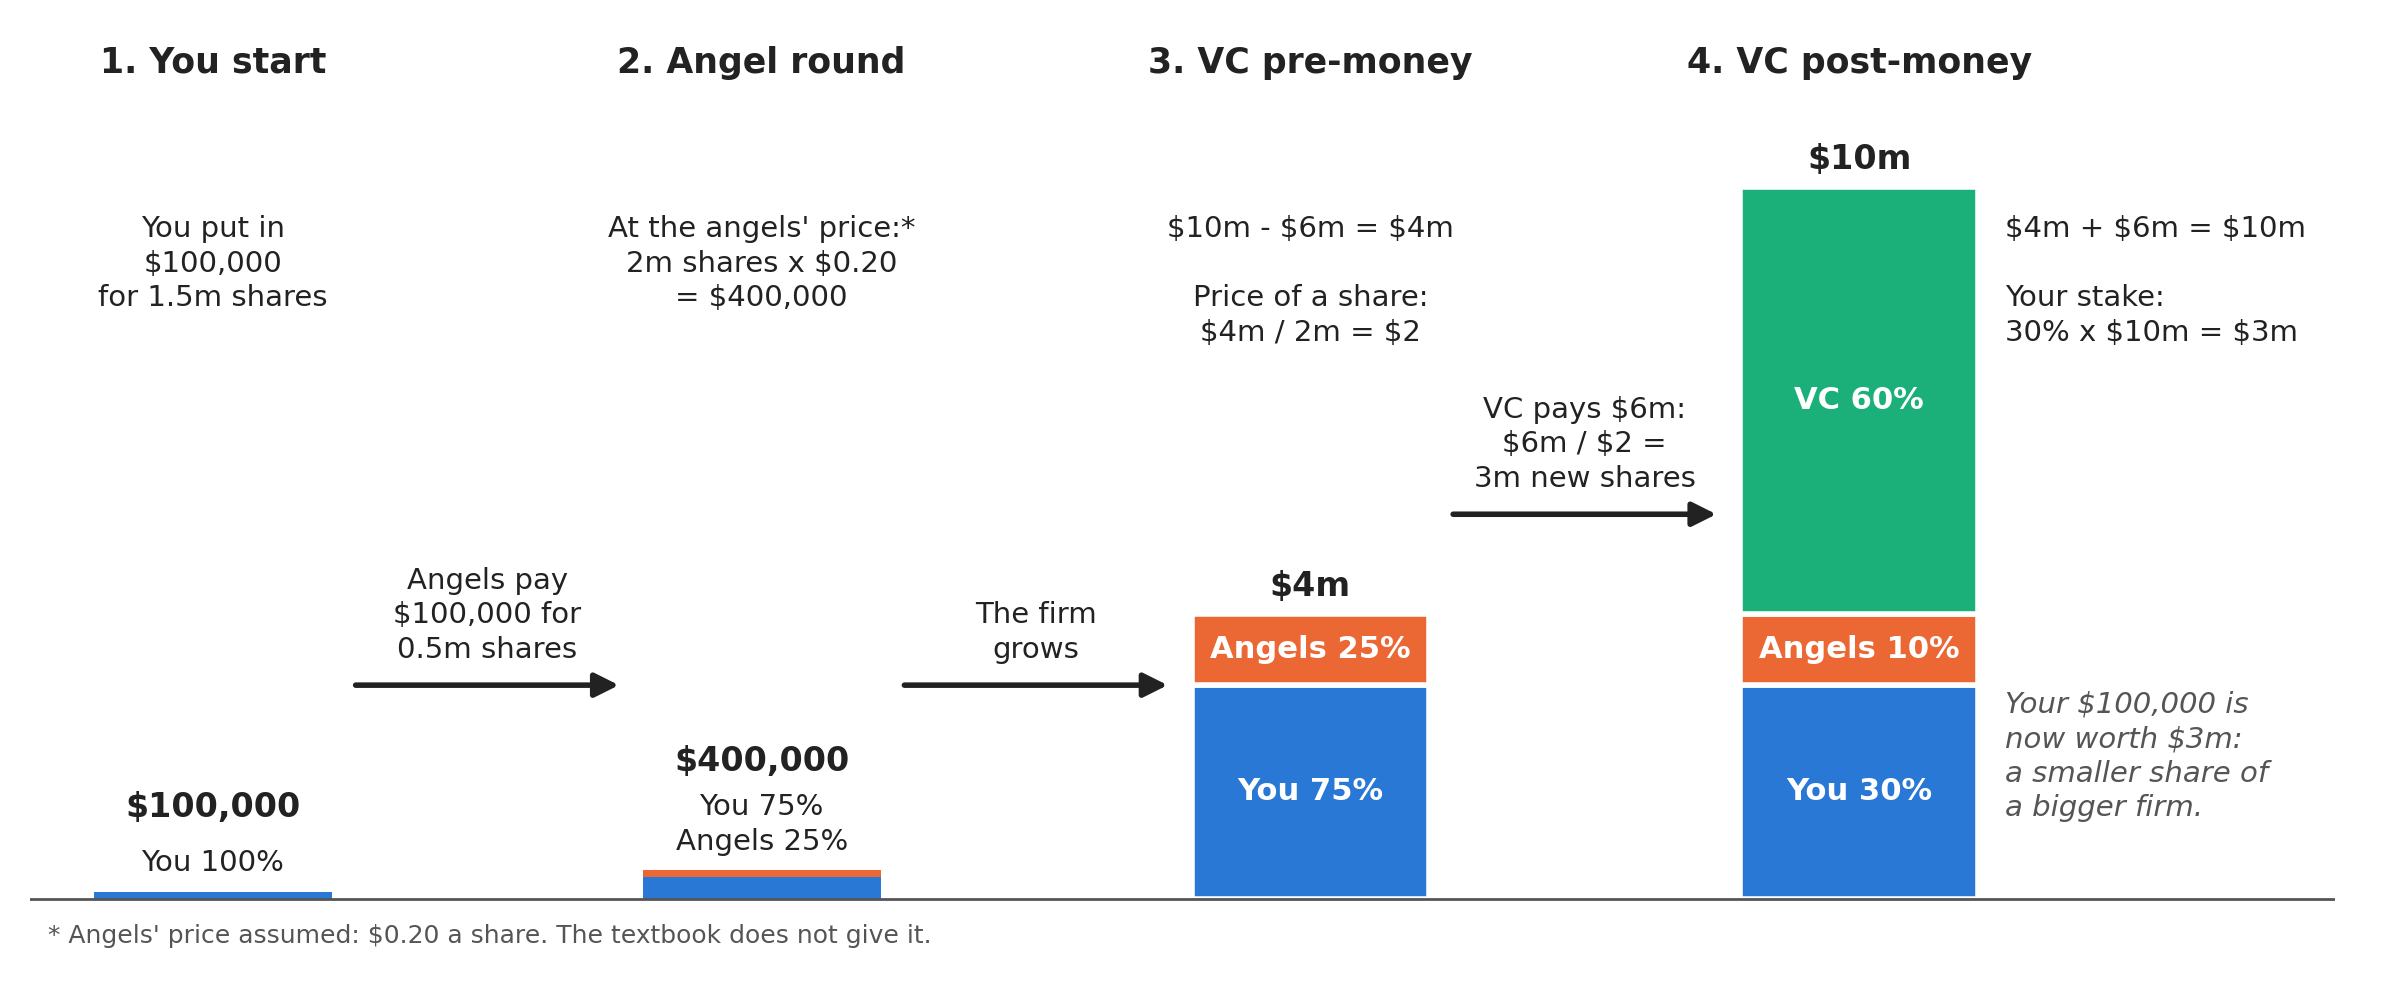 1. You start
2. Angel round
3. VC pre-money
4. VC post-money
You put in
$100,000
for 1.5m shares
$100,000
You 100%
Angels pay
$100,000 for
0.5m shares
At the angels' price:*
2m shares x $0.20
= $400,000
$400,000
You 75%
Angels 25%
The firm
grows
$10m - $6m = $4m
Price of a share:
$4m / 2m = $2
$4m
Angels 25%
You 75%
VC pays $6m:
$6m / $2 =
3m new shares
$10m
VC 60%
Angels 10%
You 30%
$4m + $6m = $10m
Your stake:
30% x $10m = $3m
Your $100,000 is
now worth $3m:
a smaller share of
a bigger firm.
* Angels' price assumed: $0.20 a share. The textbook does not give it.